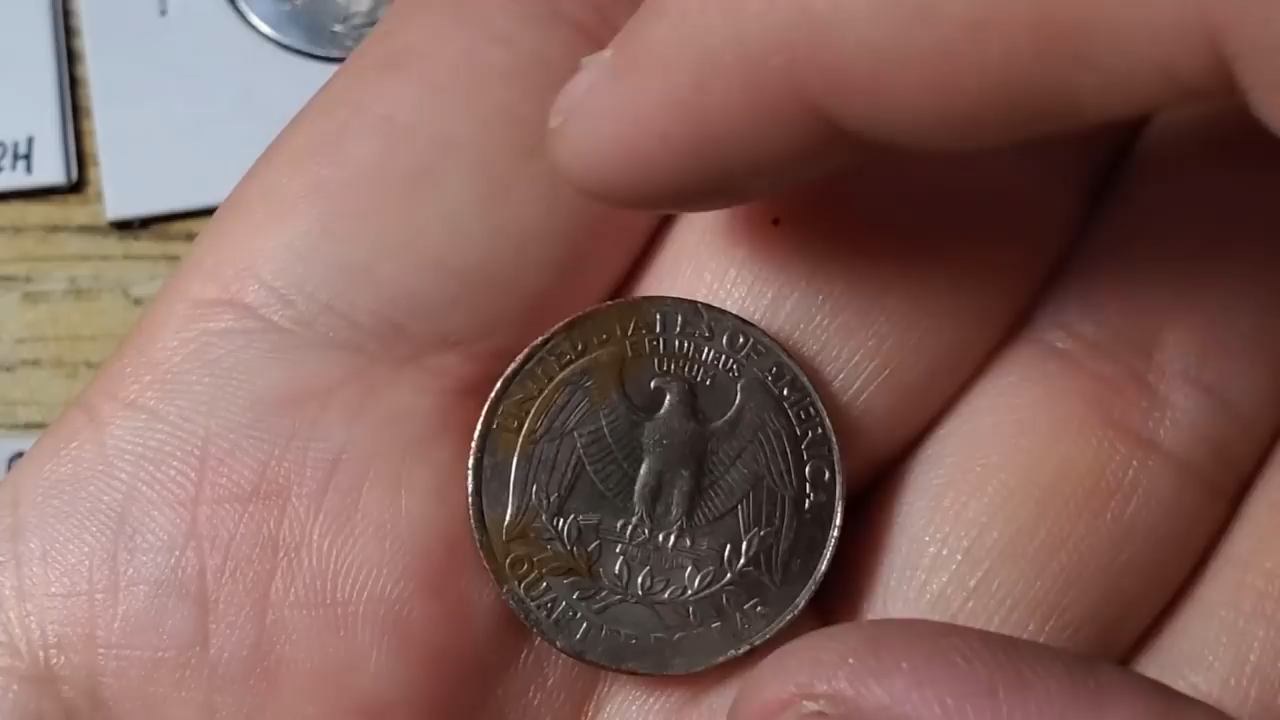 UNITED STATES OF AMERICA
E PLURIBUS
UNUM
QUARTER DOLLAR